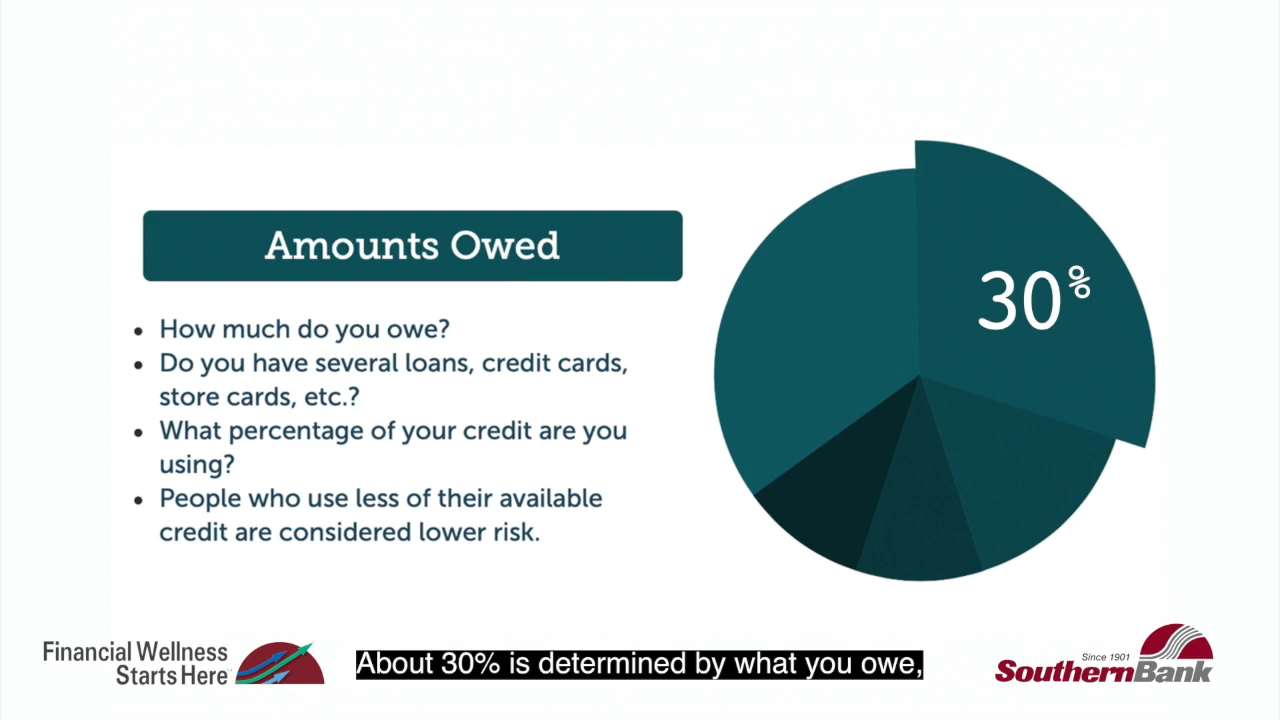 Amounts Owed
• How much do you owe?
• Do you have several loans, credit cards,
store cards, etc.?
• What percentage of your credit are you
using?
• People who use less of their available
credit are considered lower risk.
30%
Financial Wellness
Starts Here
About 30% is determined by what you owe,
Since 1901
SouthernBank